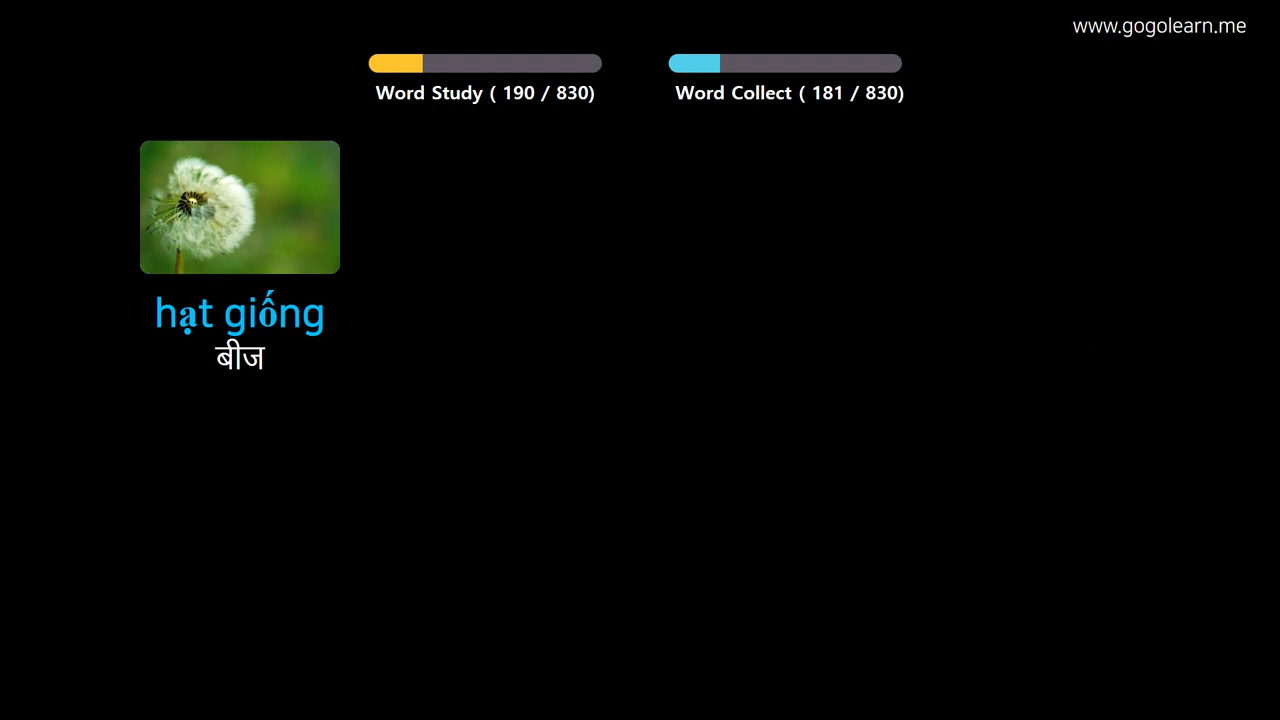 www.gogolearn.me
Word Study ( 190 / 830)
Word Collect ( 181 / 830)
hạt giống
बीज